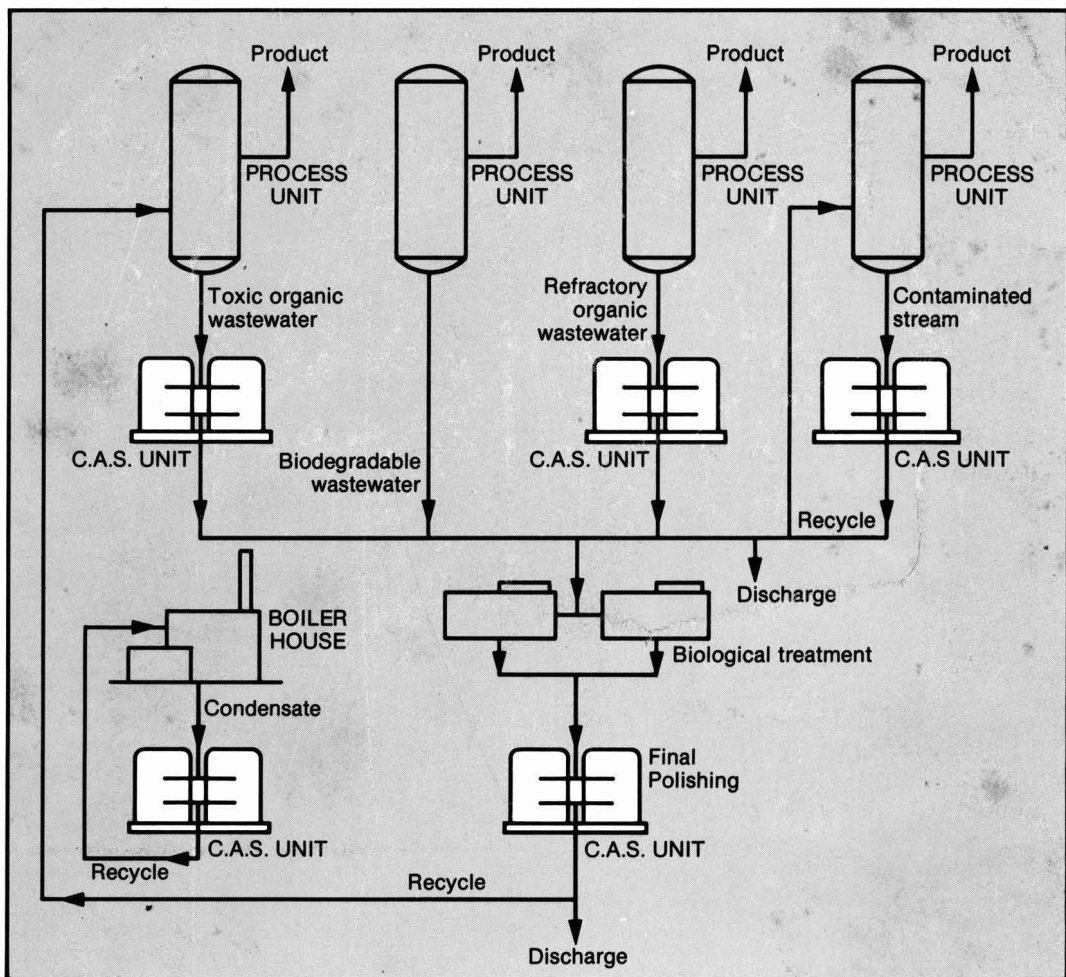 Product
Product
Product
Product
PROCESS
UNIT
PROCESS
UNIT
PROCESS
UNIT
PROCESS
UNIT
Toxic organic
wastewater
Refractory
organic
wastewater
Contaminated
stream
C.A.S. UNIT
Biodegradable
wastewater
C.A.S. UNIT
C.A.S UNIT
Recycle
Discharge
BOILER
HOUSE
Biological treatment
Condensate
Final
Polishing
C.A.S. UNIT
C.A.S. UNIT
Recycle
Recycle
Discharge